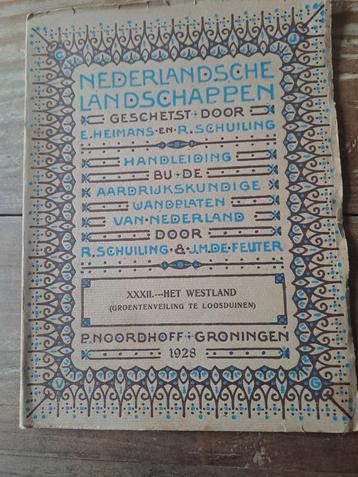 NEDERLANDSCHE
LANDSCHAPPEN
GESCHETST DOOR
E. HEIMANS EN R. SCHUILING
HANDLEIDING
BIJ DE
AARDRIJKSKUNDIGE
WANDPLATEN
VAN NEDERLAND
DOOR
R. SCHUILING & J.M. DE FEIJTER
XXXII.—HET WESTLAND
(GROENTENVEILING TE LOOSDUINEN)
P. NOORDHOFF + GRONINGEN
1928